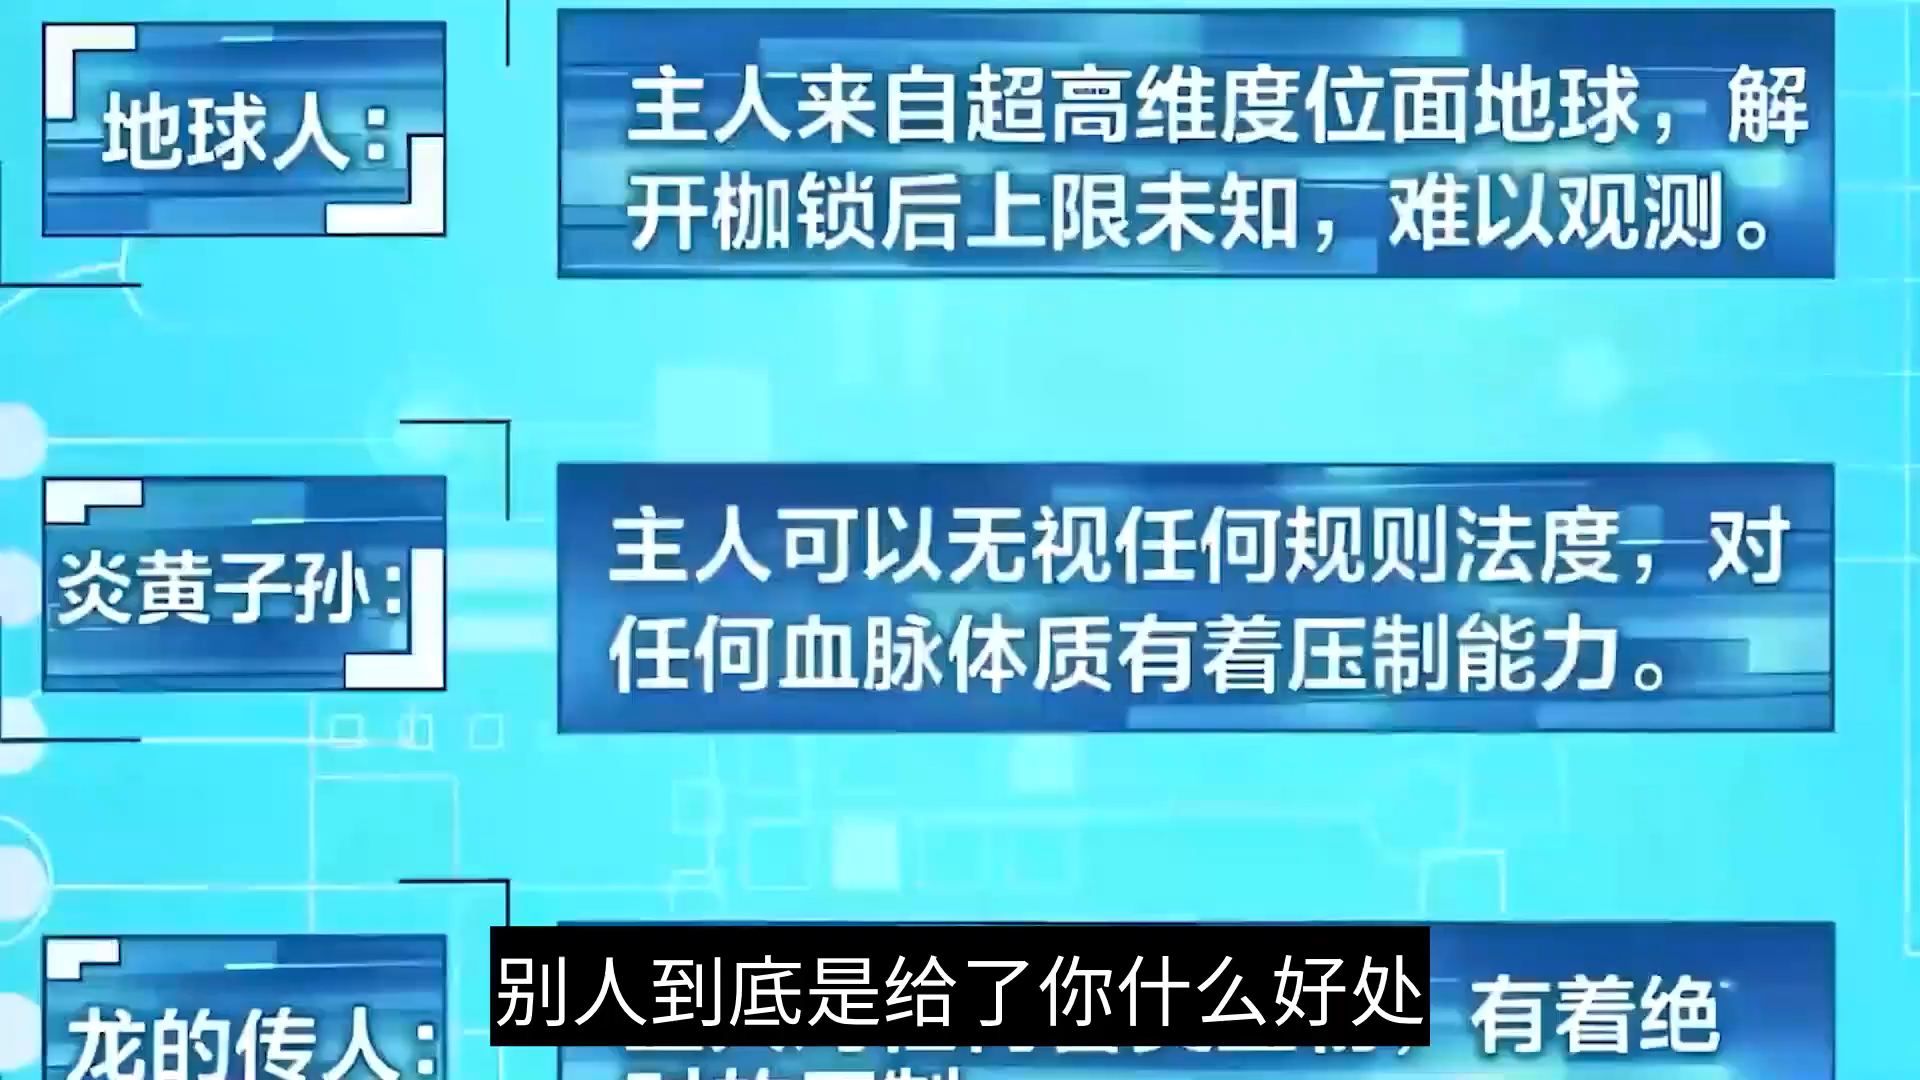 地球人：
主人来自超高维度位面地球，解
开枷锁后上限未知，难以观测。
炎黄子孙：
主人可以无视任何规则法度，对
任何血脉体质有着压制能力。
龙的传人：
有着绝
别人到底是给了你什么好处